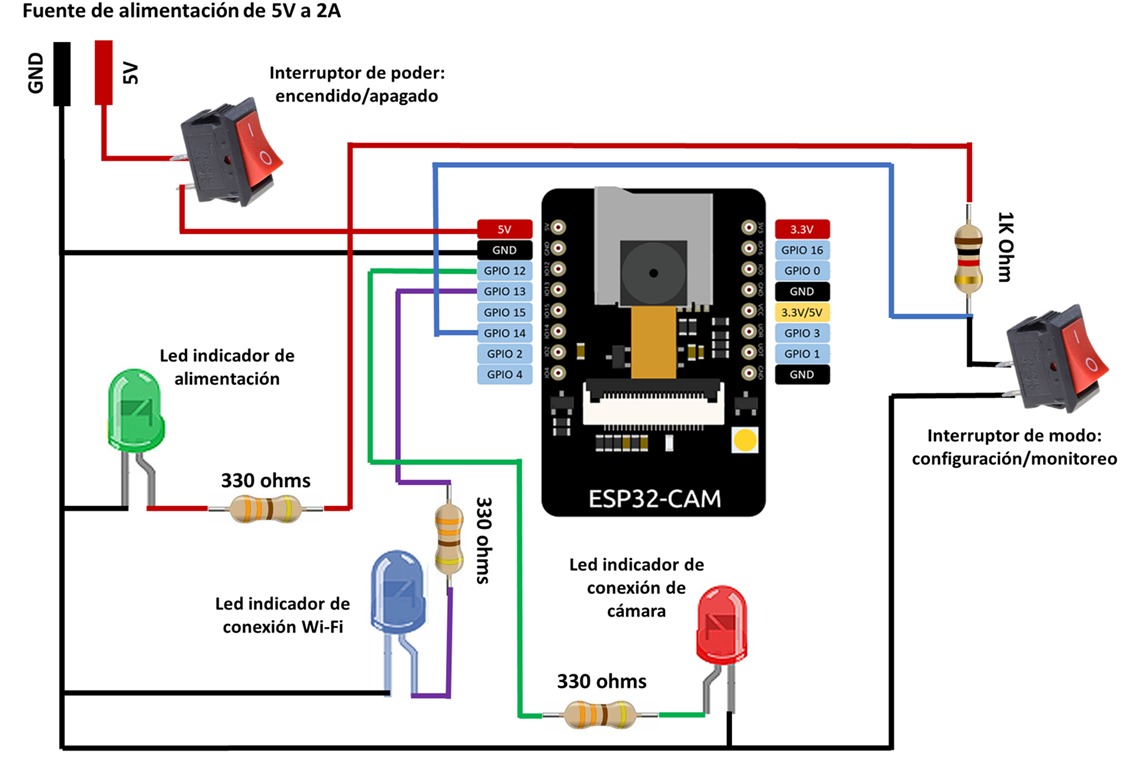 Fuente de alimentación de 5V a 2A
GND
5V
Interruptor de poder:
encendido/apagado
5V
GND
GPIO 12
GPIO 13
GPIO 15
GPIO 14
GPIO 2
GPIO 4
3.3V
GPIO 16
GPIO 0
GND
3.3V/5V
GPIO 3
GPIO 1
GND
1K Ohm
Led indicador de
alimentación
330 ohms
330 ohms
ESP32-CAM
Interruptor de modo:
configuración/monitoreo
Led indicador de
conexión Wi-Fi
Led indicador de
conexión de
cámara
330 ohms